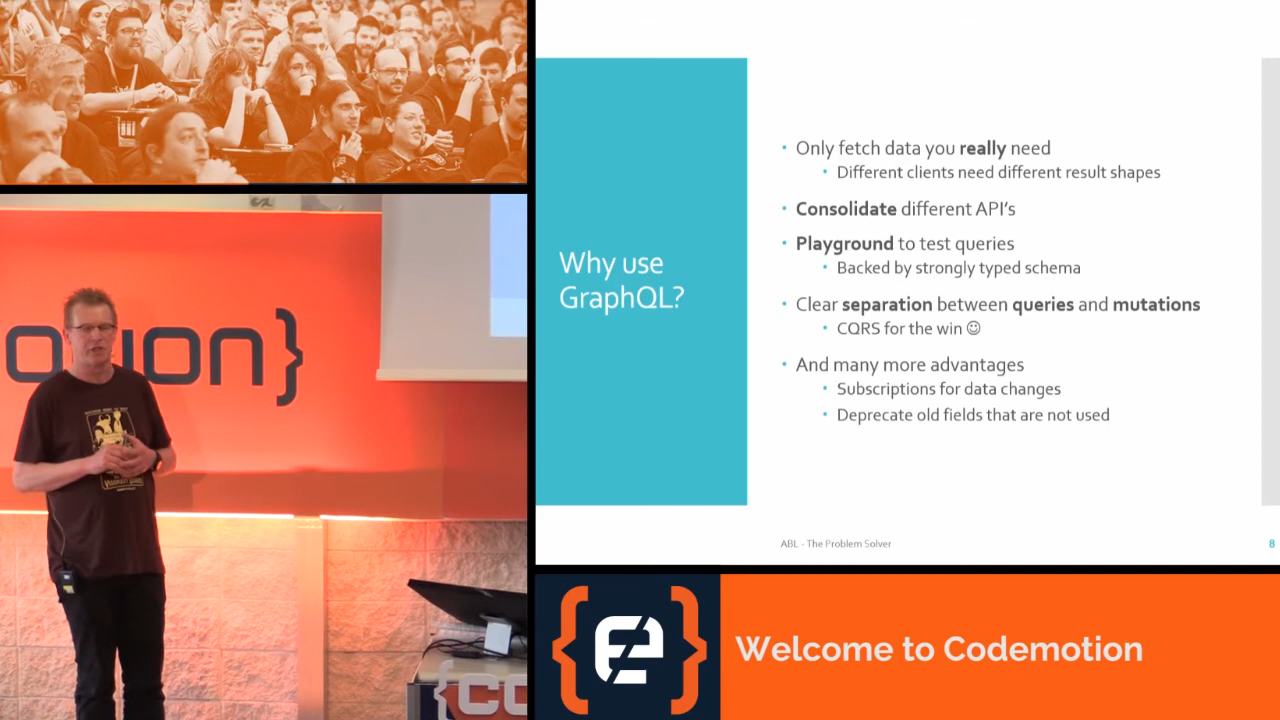 otion}
{CO
Why use
GraphQL?
• Only fetch data you really need
• Different clients need different result shapes
• Consolidate different API's
• Playground to test queries
• Backed by strongly typed schema
• Clear separation between queries and mutations
• CQRS for the win ☺
• And many more advantages
• Subscriptions for data changes
• Deprecate old fields that are not used
ABL - The Problem Solver
8
Welcome to Codemotion